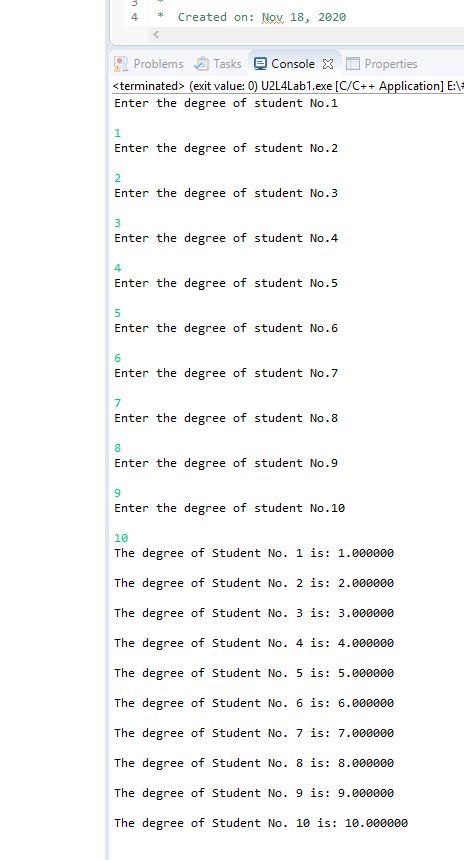 3 *
4 * Created on: Nov 18, 2020
<
Problems Tasks Console Properties
<terminated> (exit value: 0) U2L4Lab1.exe [C/C++ Application] E:\
Enter the degree of student No.1
1
Enter the degree of student No.2
2
Enter the degree of student No.3
3
Enter the degree of student No.4
4
Enter the degree of student No.5
5
Enter the degree of student No.6
6
Enter the degree of student No.7
7
Enter the degree of student No.8
8
Enter the degree of student No.9
9
Enter the degree of student No.10
10
The degree of Student No. 1 is: 1.000000
The degree of Student No. 2 is: 2.000000
The degree of Student No. 3 is: 3.000000
The degree of Student No. 4 is: 4.000000
The degree of Student No. 5 is: 5.000000
The degree of Student No. 6 is: 6.000000
The degree of Student No. 7 is: 7.000000
The degree of Student No. 8 is: 8.000000
The degree of Student No. 9 is: 9.000000
The degree of Student No. 10 is: 10.000000